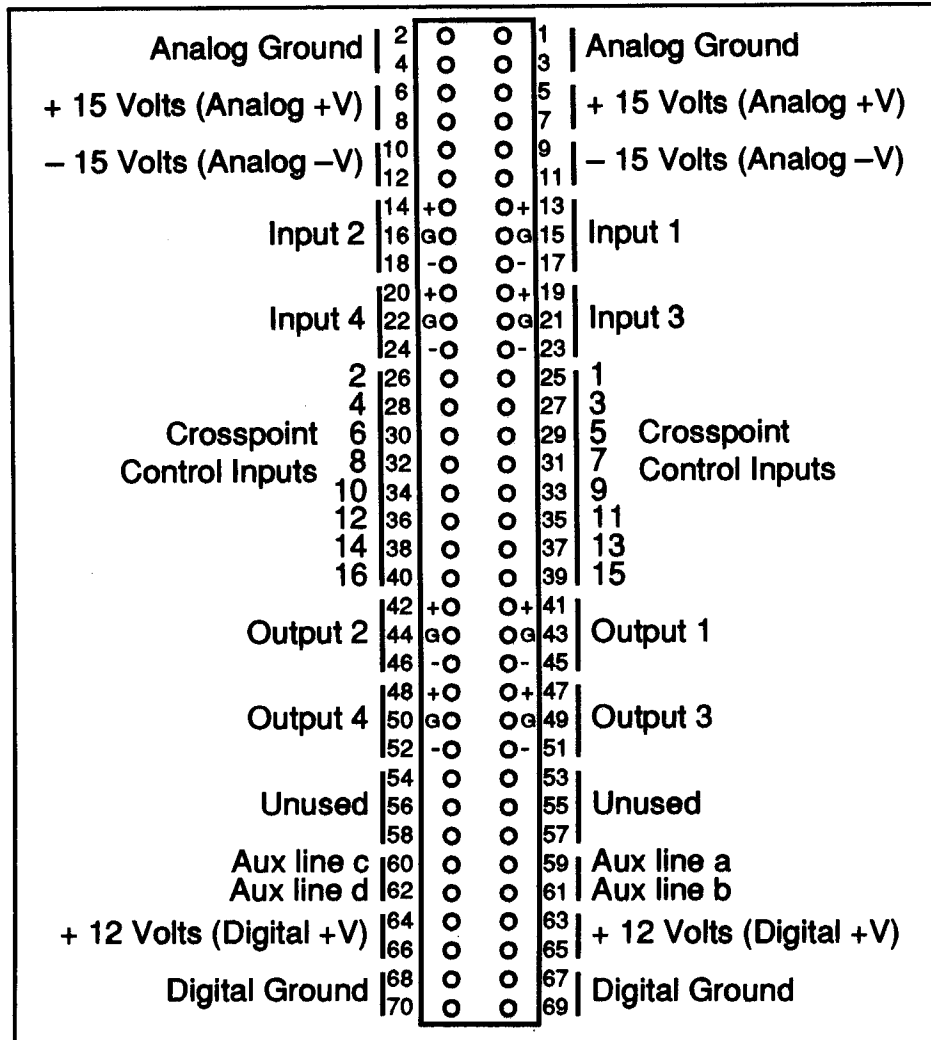 Analog Ground 2 1 Analog Ground
4 3
+ 15 Volts (Analog +V) 6 5 + 15 Volts (Analog +V)
8 7
– 15 Volts (Analog –V) 10 9 – 15 Volts (Analog –V)
12 11
14 + + 13
Input 2 16 G G 15 Input 1
18 - - 17
20 + + 19
Input 4 22 G G 21 Input 3
24 - - 23
2 26 25 1
4 28 27 3
Crosspoint 6 30 29 5 Crosspoint
Control Inputs 8 32 31 7 Control Inputs
10 34 33 9
12 36 35 11
14 38 37 13
16 40 39 15
42 + + 41
Output 2 44 G G 43 Output 1
46 - - 45
48 + + 47
Output 4 50 G G 49 Output 3
52 - - 51
54 53
Unused 56 55 Unused
58 57
Aux line c 60 59 Aux line a
Aux line d 62 61 Aux line b
+ 12 Volts (Digital +V) 64 63 + 12 Volts (Digital +V)
66 65
Digital Ground 68 67 Digital Ground
70 69